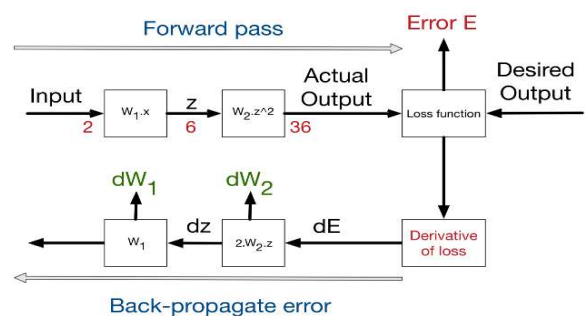 Forward pass
Error E
Input
W₁.x
z
W₂.z^2
Actual
Output
Loss function
Desired
Output
2
6
36
dW₁
dW₂
W₁
dz
2.W₂.z
dE
Derivative
of loss
Back-propagate error